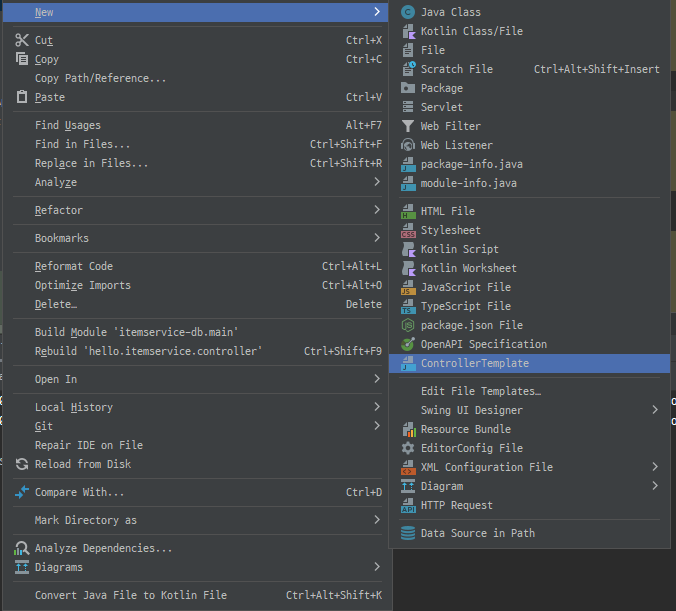 New
Cut Ctrl+X
Copy Ctrl+C
Copy Path/Reference...
Paste Ctrl+V
Find Usages Alt+F7
Find in Files... Ctrl+Shift+F
Replace in Files... Ctrl+Shift+R
Analyze
Refactor
Bookmarks
Reformat Code Ctrl+Alt+L
Optimize Imports Ctrl+Alt+O
Delete... Delete
Build Module 'itemservice-db.main'
Rebuild 'hello.itemservice.controller' Ctrl+Shift+F9
Open In
Local History
Git
Repair IDE on File
Reload from Disk
Compare With... Ctrl+D
Mark Directory as
Analyze Dependencies...
Diagrams
Convert Java File to Kotlin File Ctrl+Alt+Shift+K
Java Class
Kotlin Class/File
File
Scratch File Ctrl+Alt+Shift+Insert
Package
Servlet
Web Filter
Web Listener
package-info.java
module-info.java
HTML File
Stylesheet
Kotlin Script
Kotlin Worksheet
JavaScript File
TypeScript File
package.json File
OpenAPI Specification
ControllerTemplate
Edit File Templates...
Swing UI Designer
Resource Bundle
EditorConfig File
XML Configuration File
Diagram
HTTP Request
Data Source in Path